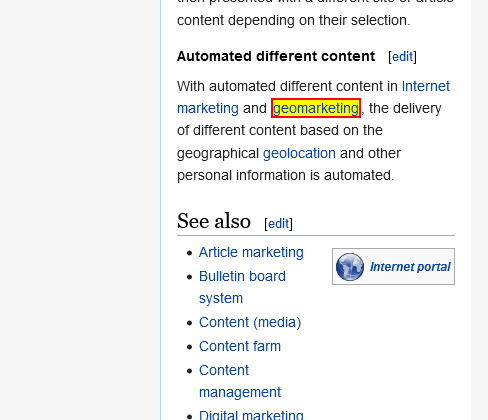 then presented with a different site or article
content depending on their selection.
Automated different content [edit]
With automated different content in Internet
marketing and geomarketing, the delivery
of different content based on the
geographical geolocation and other
personal information is automated.
See also [edit]
• Article marketing
• Bulletin board
system
• Content (media)
• Content farm
• Content
management
• Digital marketing
Internet portal